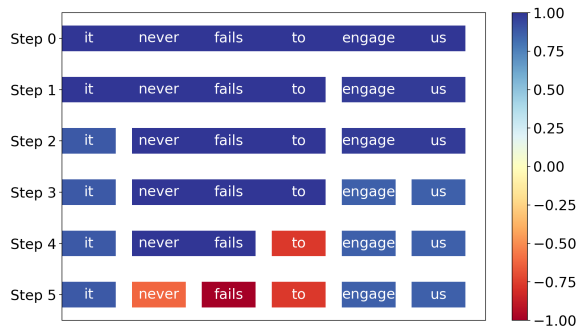 Step 0 it never fails to engage us
Step 1 it never fails to engage us
Step 2 it never fails to engage us
Step 3 it never fails to engage us
Step 4 it never fails to engage us
Step 5 it never fails to engage us
1.00
0.75
0.50
0.25
0.00
−0.25
−0.50
−0.75
−1.00